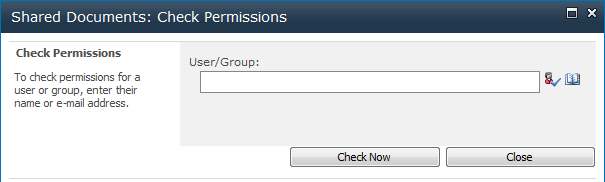 Shared Documents: Check Permissions
Check Permissions
To check permissions for a
user or group, enter their
name or e-mail address.
User/Group:
Check Now
Close